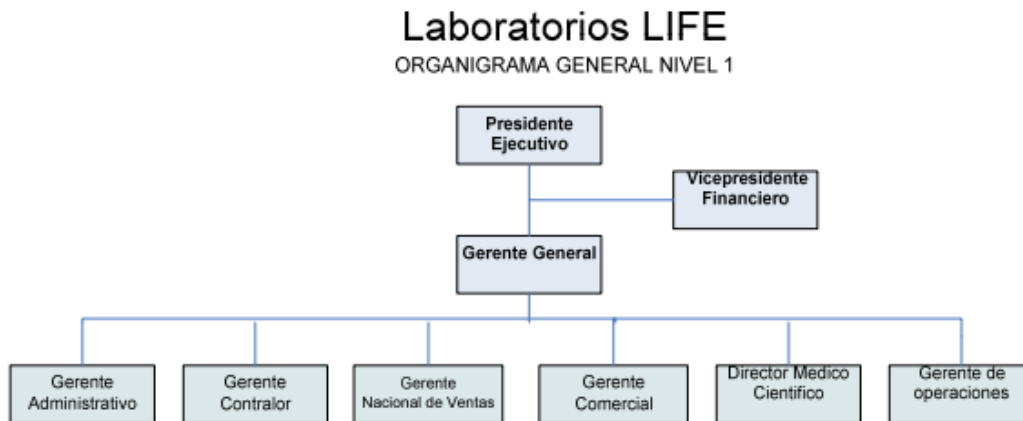 Laboratorios LIFE
ORGANIGRAMA GENERAL NIVEL 1
Presidente
Ejecutivo
Vicepresidente
Financiero
Gerente General
Gerente
Administrativo
Gerente
Contralor
Gerente
Nacional de Ventas
Gerente
Comercial
Director Medico
Cientifico
Gerente de
operaciones